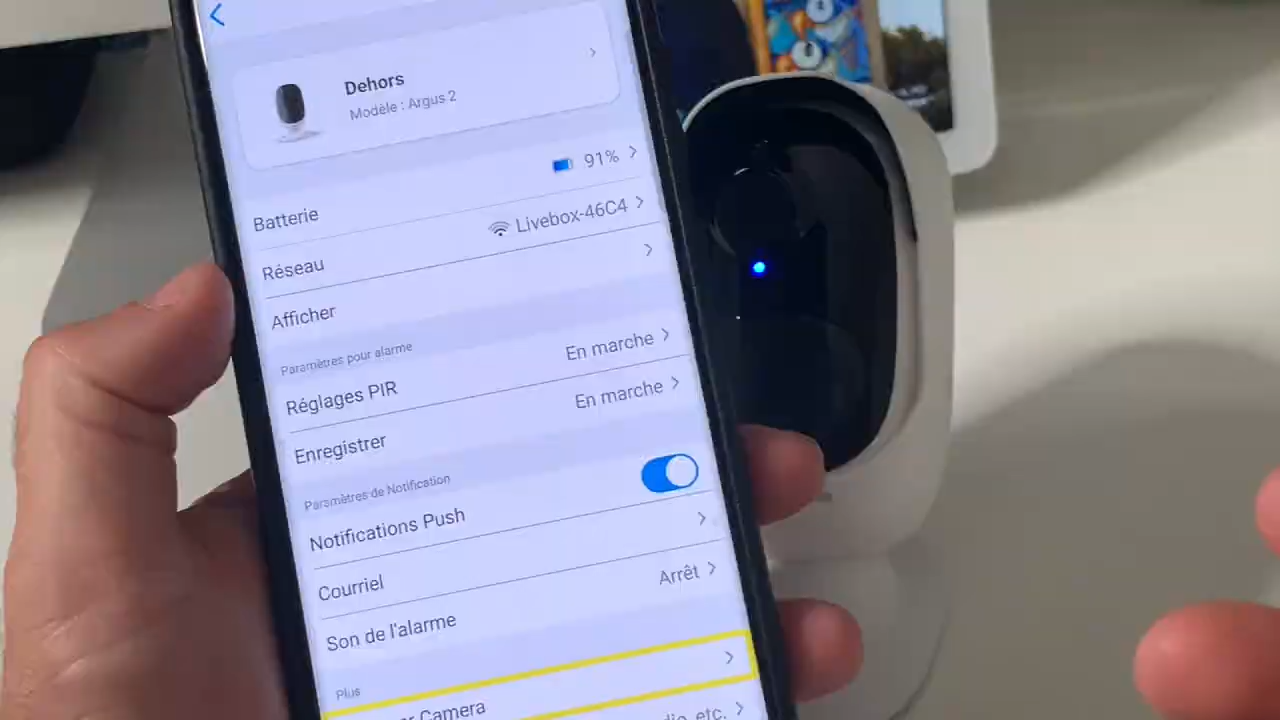 Dehors
Modèle : Argus 2
Batterie 91%
Réseau Livebox-46C4
Afficher
Paramètres pour alarme
Réglages PIR En marche
Enregistrer En marche
Paramètres de Notification
Notifications Push
Courriel
Son de l'alarme Arrêt
Plus
Camera
etc.